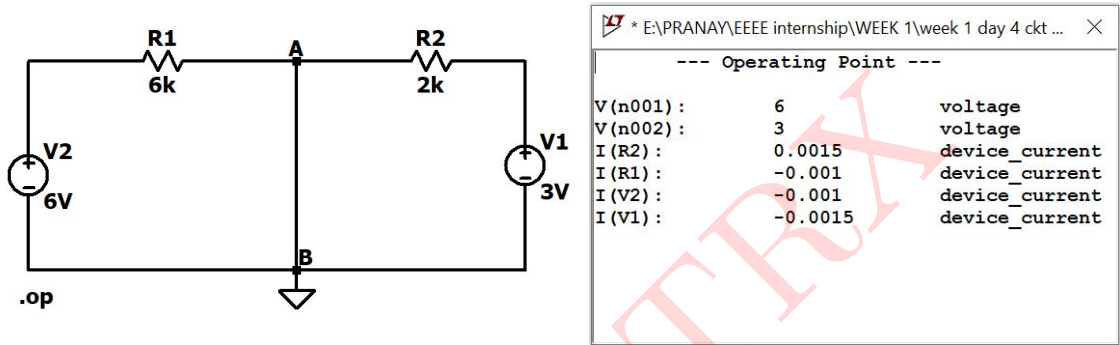 R1
6k
A
R2
2k
V2
6V
V1
3V
B
.op
* E:\PRANAY\EEEE internship\WEEK 1\week 1 day 4 ckt ...
--- Operating Point ---
V(n001): 6 voltage
V(n002): 3 voltage
I(R2): 0.0015 device_current
I(R1): -0.001 device_current
I(V2): -0.001 device_current
I(V1): -0.0015 device_current
TRX